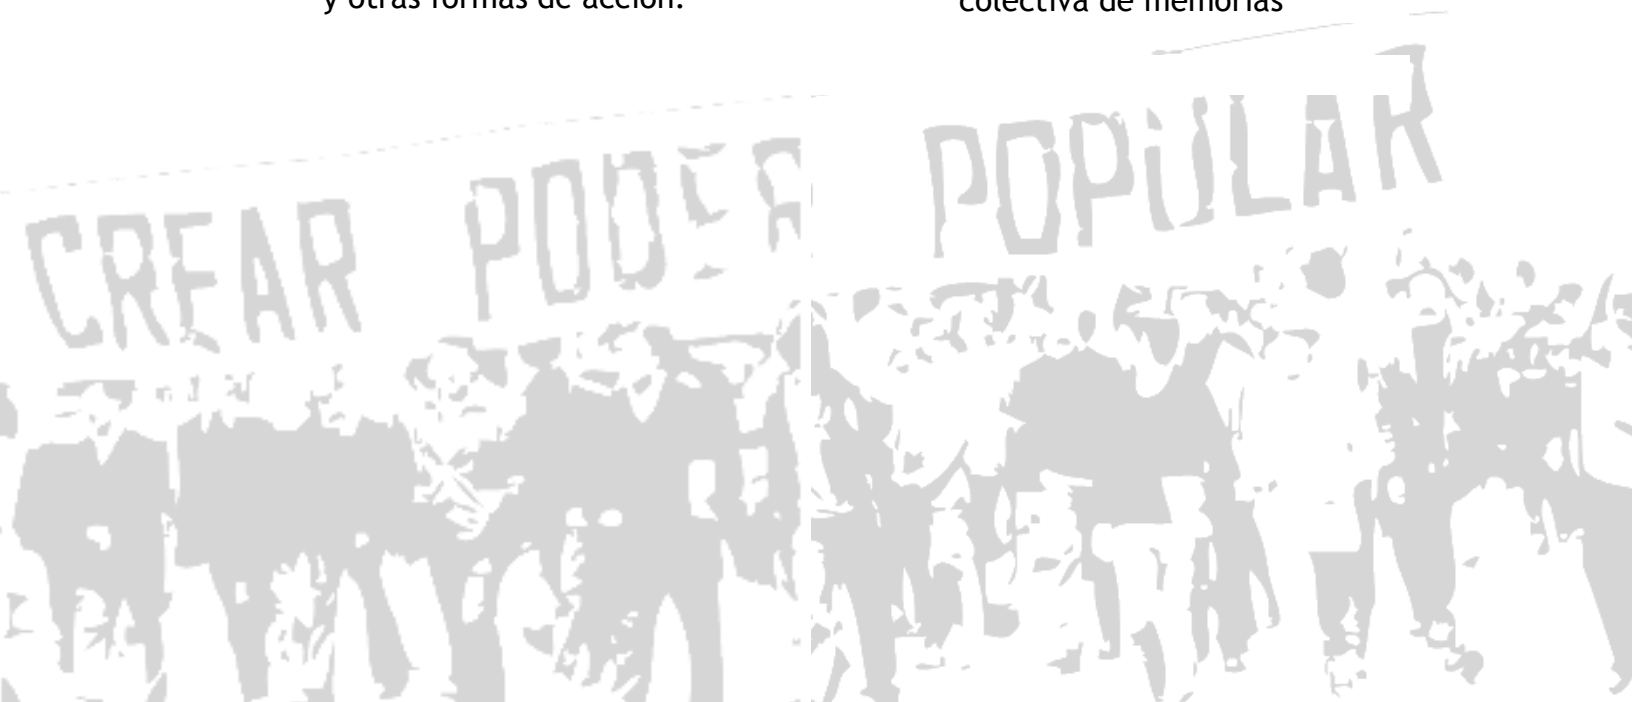 y otras formas de acción.
colectiva de memorias
CREAR PODER POPULAR